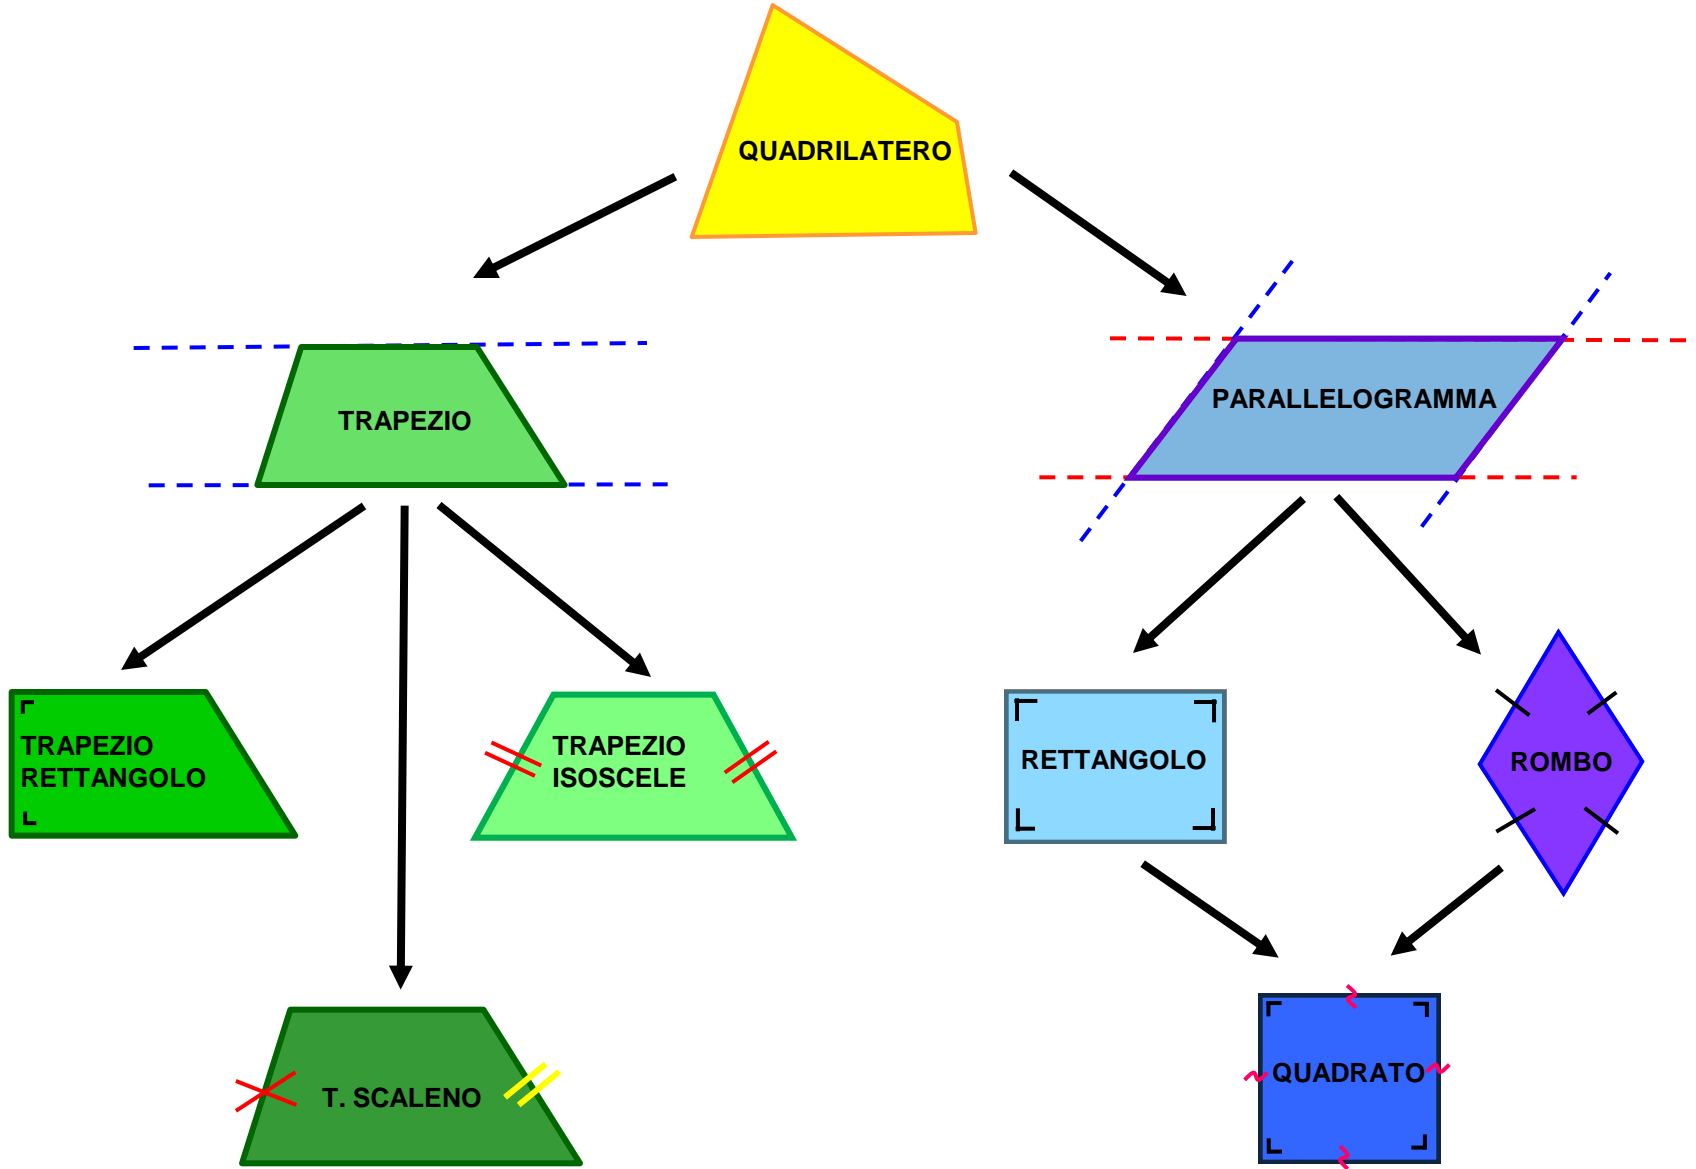 QUADRILATERO
TRAPEZIO
PARALLELOGRAMMA
TRAPEZIO
RETTANGOLO
TRAPEZIO
ISOSCELE
RETTANGOLO
ROMBO
T. SCALENO
QUADRATO